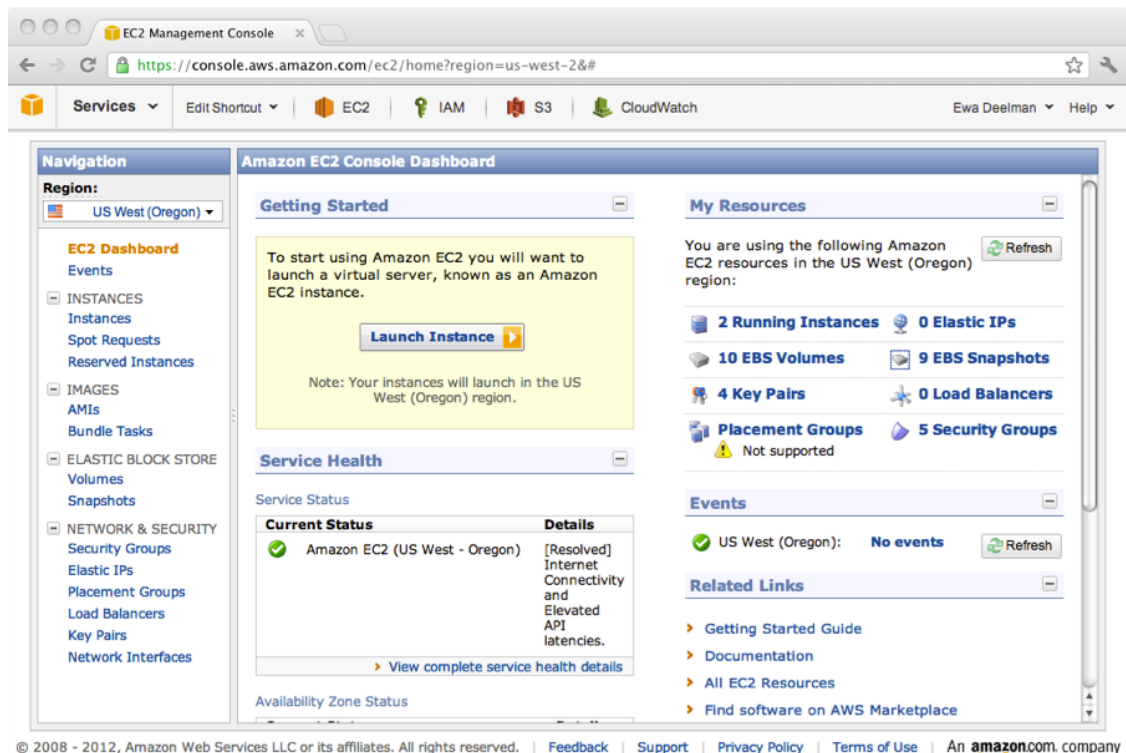 EC2 Management Console
https://console.aws.amazon.com/ec2/home?region=us-west-2&#
Services
Edit Shortcut
EC2
IAM
S3
CloudWatch
Ewa Deelman
Help
Navigation
Region:
US West (Oregon)
EC2 Dashboard
Events
INSTANCES
Instances
Spot Requests
Reserved Instances
IMAGES
AMIs
Bundle Tasks
ELASTIC BLOCK STORE
Volumes
Snapshots
NETWORK & SECURITY
Security Groups
Elastic IPs
Placement Groups
Load Balancers
Key Pairs
Network Interfaces
Amazon EC2 Console Dashboard
Getting Started
To start using Amazon EC2 you will want to
launch a virtual server, known as an Amazon
EC2 instance.
Launch Instance
Note: Your instances will launch in the US
West (Oregon) region.
Service Health
Service Status
Current Status
Details
Amazon EC2 (US West - Oregon)
[Resolved]
Internet
Connectivity
and
Elevated
API
latencies.
View complete service health details
Availability Zone Status
My Resources
You are using the following Amazon
EC2 resources in the US West (Oregon)
region:
Refresh
2 Running Instances
0 Elastic IPs
10 EBS Volumes
9 EBS Snapshots
4 Key Pairs
0 Load Balancers
Placement Groups
Not supported
5 Security Groups
Events
US West (Oregon):
No events
Refresh
Related Links
Getting Started Guide
Documentation
All EC2 Resources
Find software on AWS Marketplace
© 2008 - 2012, Amazon Web Services LLC or its affiliates. All rights reserved. | Feedback | Support | Privacy Policy | Terms of Use | An amazon.com. company